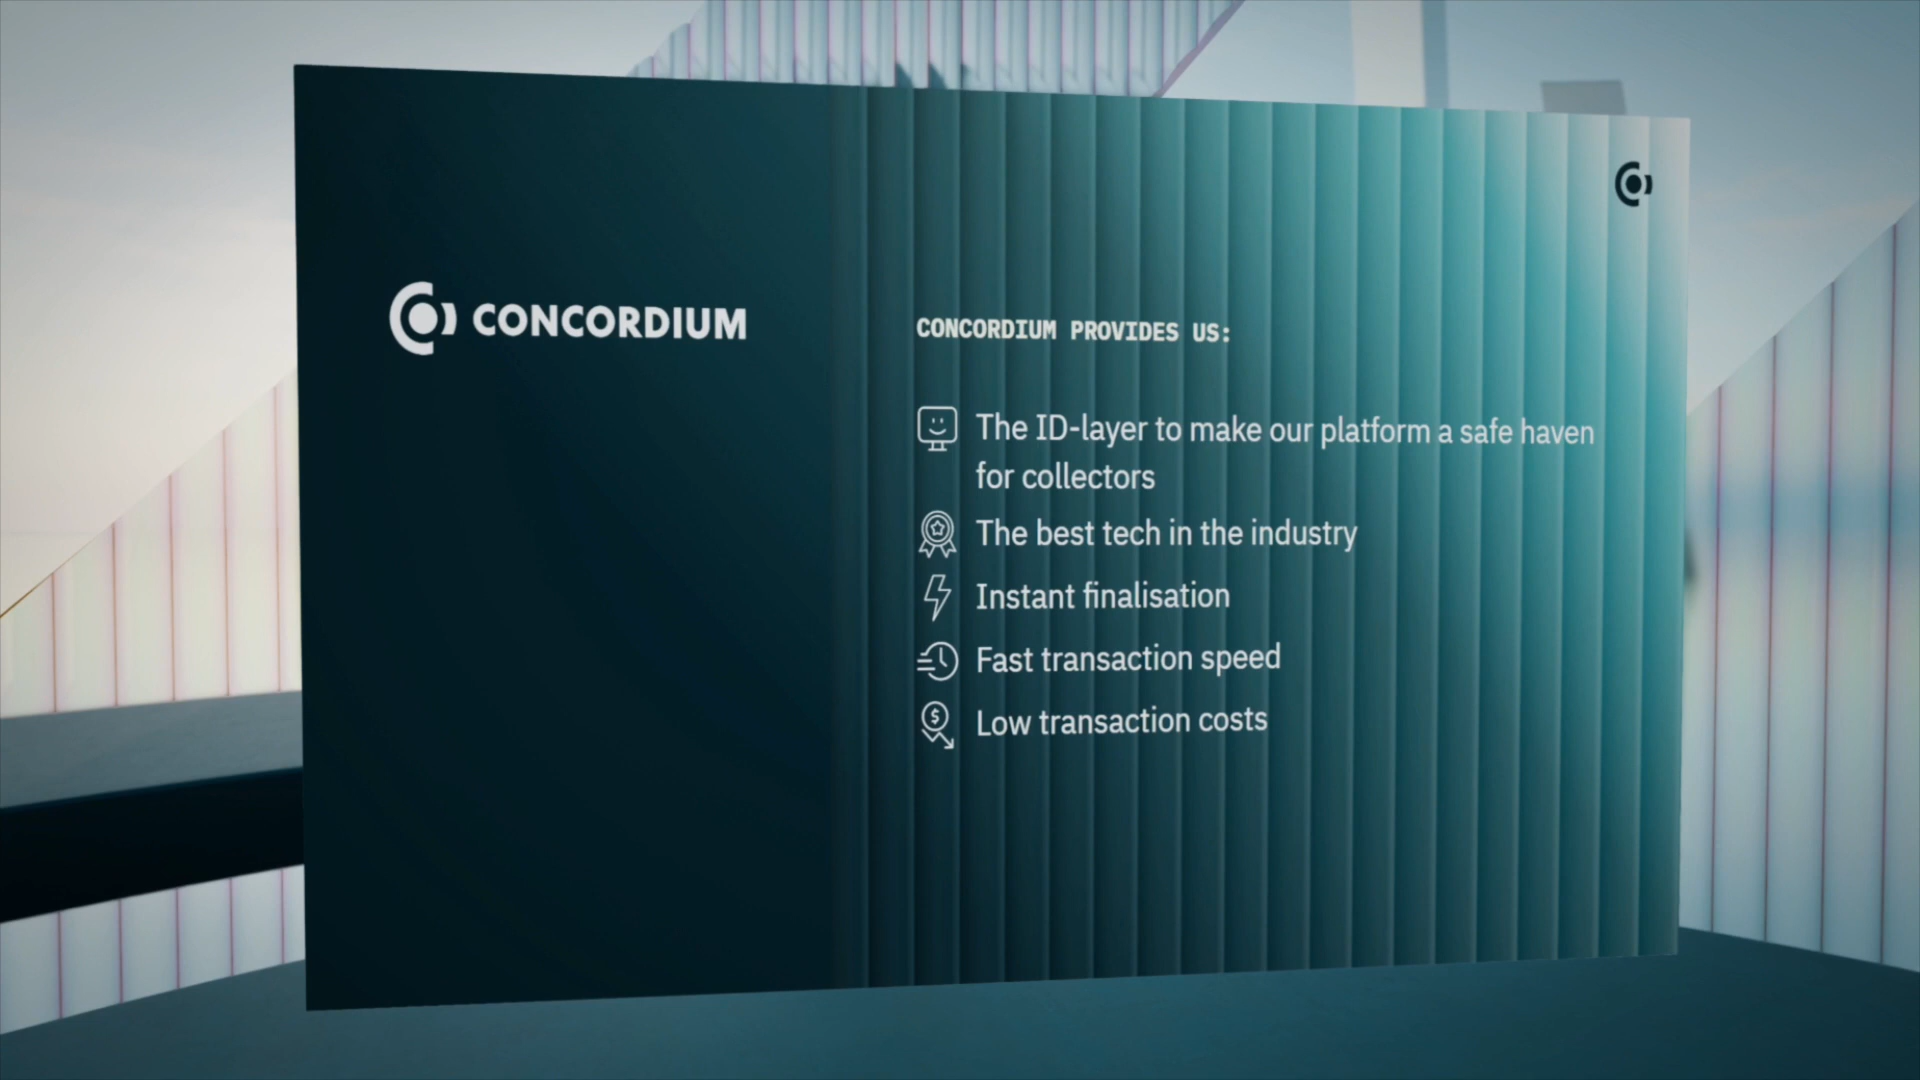 CONCORDIUM
CONCORDIUM PROVIDES US:
The ID-layer to make our platform a safe haven
for collectors
The best tech in the industry
Instant finalisation
Fast transaction speed
Low transaction costs